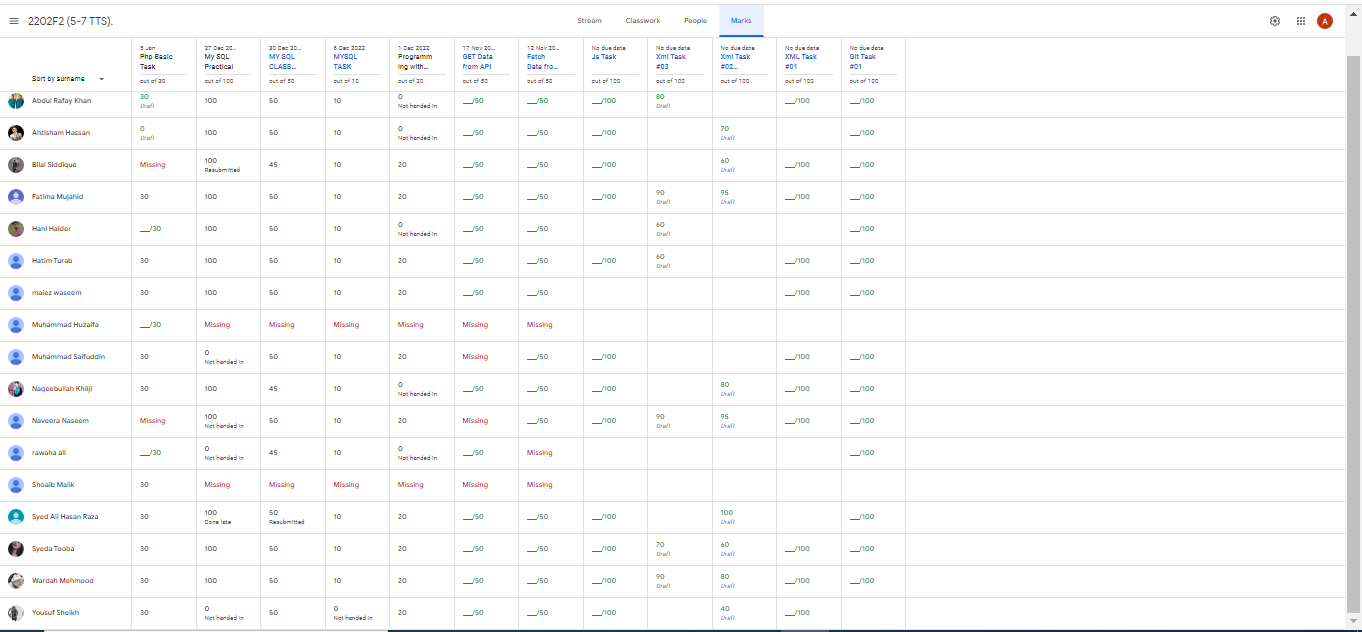 2202F2 (5-7 TTS).
Stream Classwork People Marks
A
Sort by surname
5 Jan
Php Basic
Task
out of 30
27 Dec 20...
My SQL
Practical
out of 100
30 Dec 20...
MY SQL
CLASS...
out of 50
6 Dec 2022
MYSQL
TASK
out of 10
1 Dec 2022
Programm
ing with...
out of 20
17 Nov 20...
GET Data
from API
out of 50
12 Nov 20...
Fetch
Data fro...
out of 50
No due date
Js Task
out of 100
No due date
Xml Task
#03
out of 100
No due date
Xml Task
#02...
out of 100
No due date
XML Task
#01
out of 100
No due date
Git Task
#01
out of 100
Abdul Rafay Khan 30 100 50 10 0 __/50 __/50 __/100 80 __/100 __/100
Draft Not handed in Draft
Ahtisham Hassan 0 100 50 10 0 __/50 __/50 __/100 70 __/100
Draft Not handed in Draft
Bilal Siddique Missing 100 45 10 20 __/50 __/50 __/100 60 __/100 __/100
Resubmitted Draft
Fatima Mujahid 30 100 50 10 20 __/50 __/50 __/100 90 95 __/100 __/100
Draft Draft
Hani Haider __/30 100 50 10 0 __/50 __/50 60 __/100
Not handed in Draft
Hatim Turab 30 100 50 10 20 __/50 __/50 __/100 60 __/100 __/100
Draft
maiez waseem 30 100 50 10 20 __/50 __/50 __/100 __/100
Muhammad Huzaifa __/30 Missing Missing Missing Missing Missing Missing
Muhammad Saifuddin 30 0 50 10 20 Missing __/50 __/100 __/100 __/100
Not handed in
Naqeebullah Khilji 30 100 45 10 0 __/50 __/50 80 __/100 __/100
Not handed in Draft
Naveera Naseem Missing 100 50 10 20 Missing __/50 __/100 90 95 __/100 __/100
Not handed in Draft Draft
rawaha ali __/30 0 45 10 0 __/50 Missing __/100
Not handed in Not handed in
Shoaib Malik 30 Missing Missing Missing Missing Missing Missing
Syed Ali Hasan Raza 30 100 50 10 20 __/50 __/50 __/100 100 __/100
Done late Resubmitted Draft
Syeda Tooba 30 100 50 10 20 __/50 __/50 __/100 70 60 __/100 __/100
Draft Draft
Wardah Mehmood 30 100 50 10 20 __/50 __/50 __/100 90 80 __/100 __/100
Draft Draft
Yousuf Sheikh 30 0 50 0 20 __/50 __/50 __/100 40 __/100
Not handed in Not handed in Draft